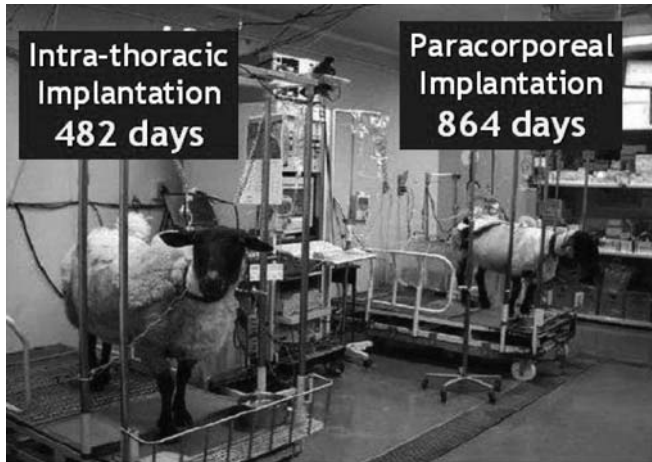 Intra-thoracic
Implantation
482 days
Paracorporeal
Implantation
864 days